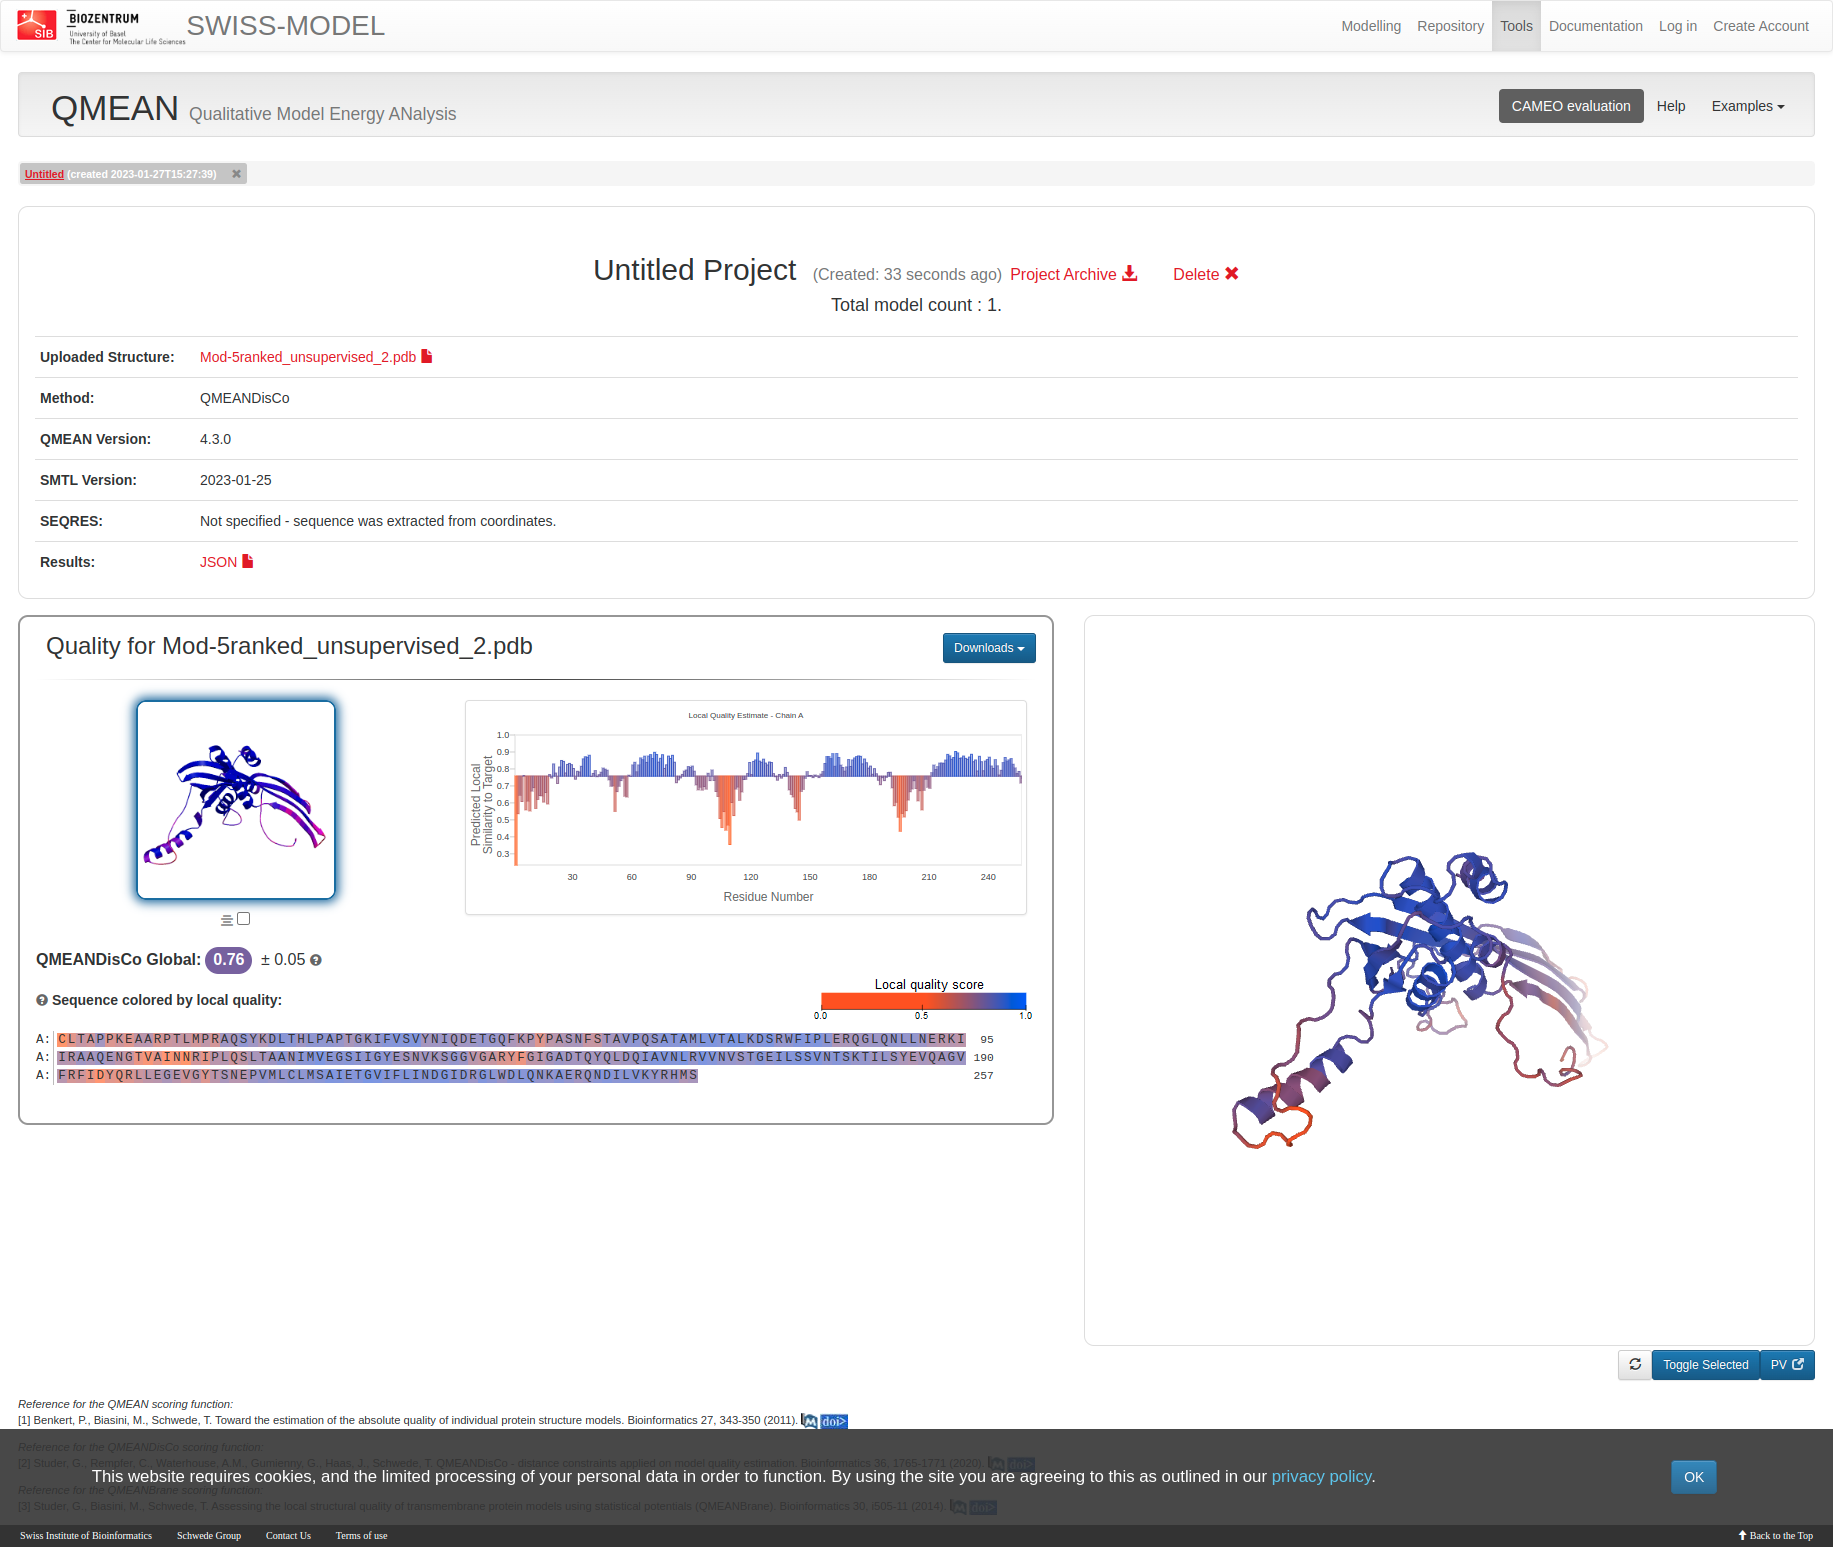 SIB
BIOZENTRUM
University of Basel
The Center for Molecular Life Sciences
SWISS-MODEL
Modelling Repository Tools Documentation Log in Create Account
QMEAN Qualitative Model Energy ANalysis
CAMEO evaluation Help Examples
Untitled (created 2023-01-27T15:27:39)
Untitled Project (Created: 33 seconds ago) Project Archive Delete
Total model count : 1.
Uploaded Structure: Mod-5ranked_unsupervised_2.pdb
Method: QMEANDisCo
QMEAN Version: 4.3.0
SMTL Version: 2023-01-25
SEQRES: Not specified - sequence was extracted from coordinates.
Results: JSON
Quality for Mod-5ranked_unsupervised_2.pdb
Downloads
Local Quality Estimate - Chain A
Predicted Local
Similarity to Target
1.0
0.9
0.8
0.7
0.6
0.5
0.4
0.3
30 60 90 120 150 180 210 240
Residue Number
QMEANDisCo Global: 0.76 ± 0.05
Sequence colored by local quality:
Local quality score
0.0 0.5 1.0
A: CLTAPPKEAARPTLMPRAQSYKDLTHLPAPTGKIFVSVYNIQDETGQFKPYPASNFSTAVPQSATAMLVTALKDSRWFIPLERQGLQNLLNERKI 95
A: IRAAQENGTVAINNRIPLQSLTAANIMVEGSIIGYESNVKSGGVGARYFGIGADTQYQLDQIAVNLRVVNVSTGEILSSVNTSKTILSYEVQAGV 190
A: FRFIDYQRLLEGEVGYTSNEPVMLCLMSAIETGVIFLINDGIDRGLWDLQNKAERQNDILVKYRHMS 257
Toggle Selected PV
Reference for the QMEAN scoring function:
[1] Benkert, P., Biasini, M., Schwede, T. Toward the estimation of the absolute quality of individual protein structure models. Bioinformatics 27, 343-350 (2011). M doi>
Reference for the QMEANDisCo scoring function:
[2] Studer, G., Rempfer, C., Waterhouse, A.M., Gumienny, G., Haas, J., Schwede, T. QMEANDisCo - distance constraints applied on model quality estimation. Bioinformatics 36, 1765-1771 (2020). M doi>
This website requires cookies, and the limited processing of your personal data in order to function. By using the site you are agreeing to this as outlined in our privacy policy.
OK
Reference for the QMEANBrane scoring function:
[3] Studer, G., Biasini, M., Schwede, T. Assessing the local structural quality of transmembrane protein models using statistical potentials (QMEANBrane). Bioinformatics 30, i505-11 (2014). M doi>
Swiss Institute of Bioinformatics Schwede Group Contact Us Terms of use Back to the Top